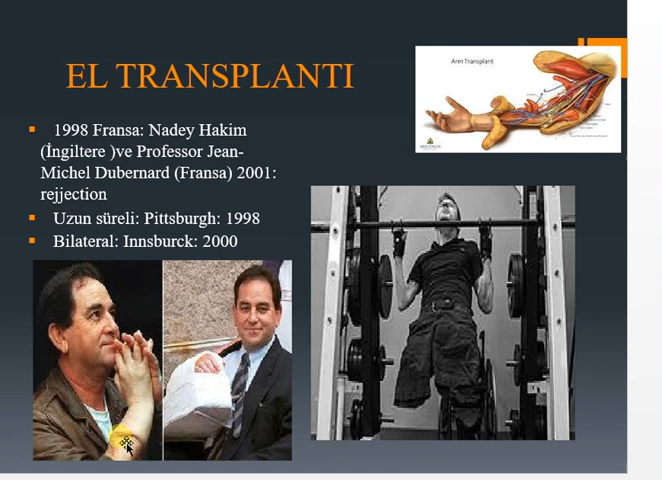 EL TRANSPLANTI
Arm Transplant
1998 Fransa: Nadey Hakim
(İngiltere )ve Professor Jean-
Michel Dubernard (Fransa) 2001:
rejjection
Uzun süreli: Pittsburgh: 1998
Bilateral: Innsburck: 2000